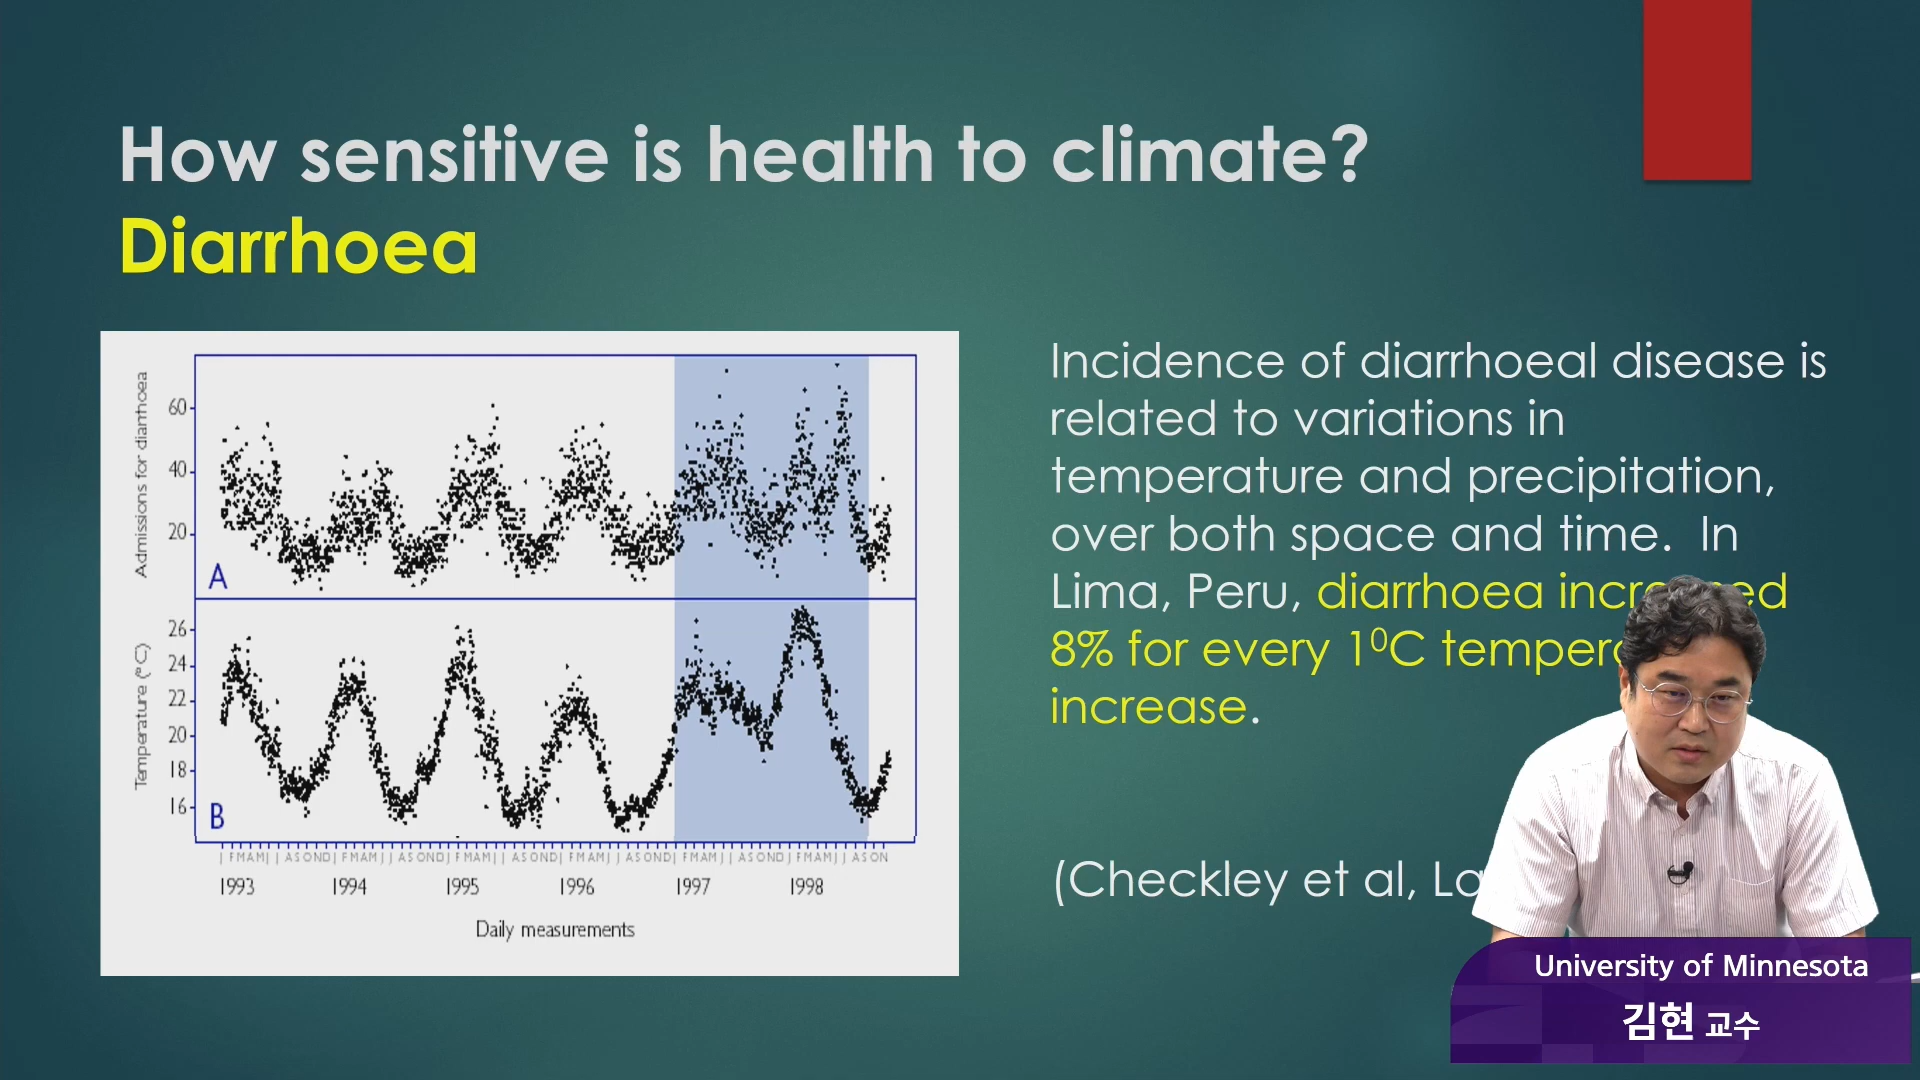 How sensitive is health to climate?
Diarrhoea
Incidence of diarrhoeal disease is
related to variations in
temperature and precipitation,
over both space and time. In
Lima, Peru, diarrhoea
8% for every 1⁰C
increase.
(Checkley et al,
Admissions for diarrhoea
60
40
20
A
Temperature (°C)
26
24
22
20
18
16
B
J F M A M J J A S O N D J F M A M J J A S O N D J F M A M J J A S O N D J F M A M J J A S O N D J F M A M J J A S O N D J F M A M J J A S O N
1993 1994 1995 1996 1997 1998
Daily measurements
University of Minnesota
김현 교수